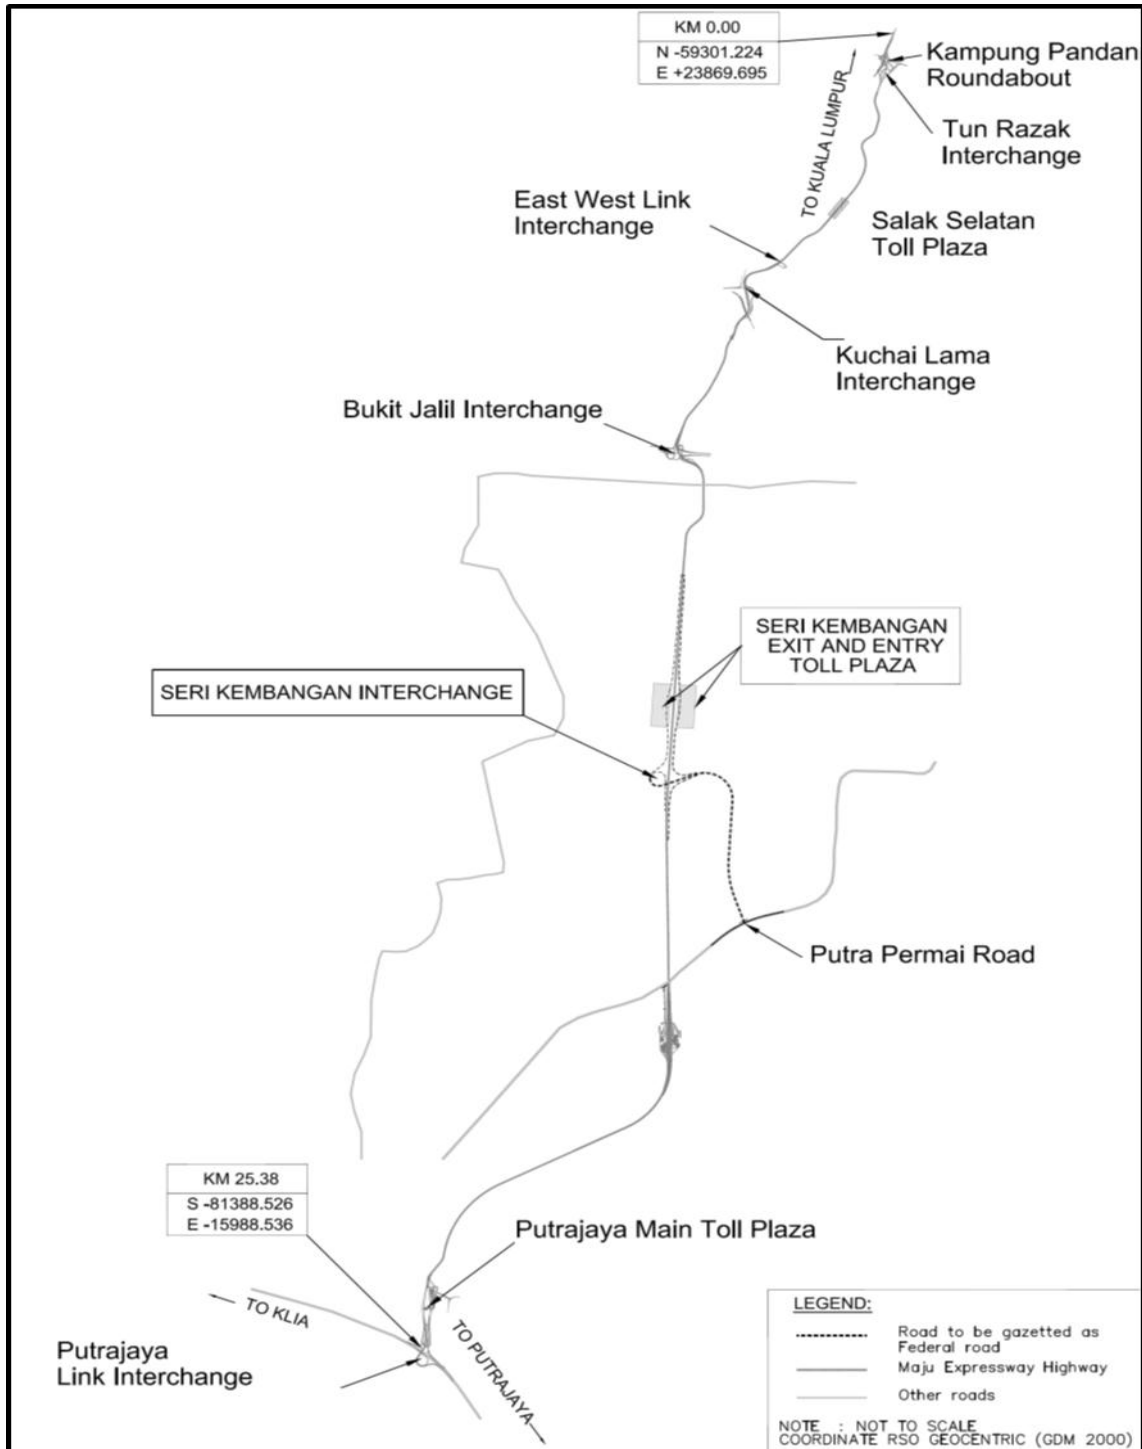 KM 0.00
N -59301.224
E +23869.695
Kampung Pandan
Roundabout
Tun Razak
Interchange
TO KUALA LUMPUR
East West Link
Interchange
Salak Selatan
Toll Plaza
Kuchai Lama
Interchange
Bukit Jalil Interchange
SERI KEMBANGAN
EXIT AND ENTRY
TOLL PLAZA
SERI KEMBANGAN INTERCHANGE
Putra Permai Road
KM 25.38
S -81388.526
E -15988.536
Putrajaya Main Toll Plaza
TO KLIA
TO PUTRAJAYA
Putrajaya
Link Interchange
LEGEND:
Road to be gazetted as
Federal road
Maju Expressway Highway
Other roads
NOTE : NOT TO SCALE
COORDINATE RSO GEOCENTRIC (GDM 2000)